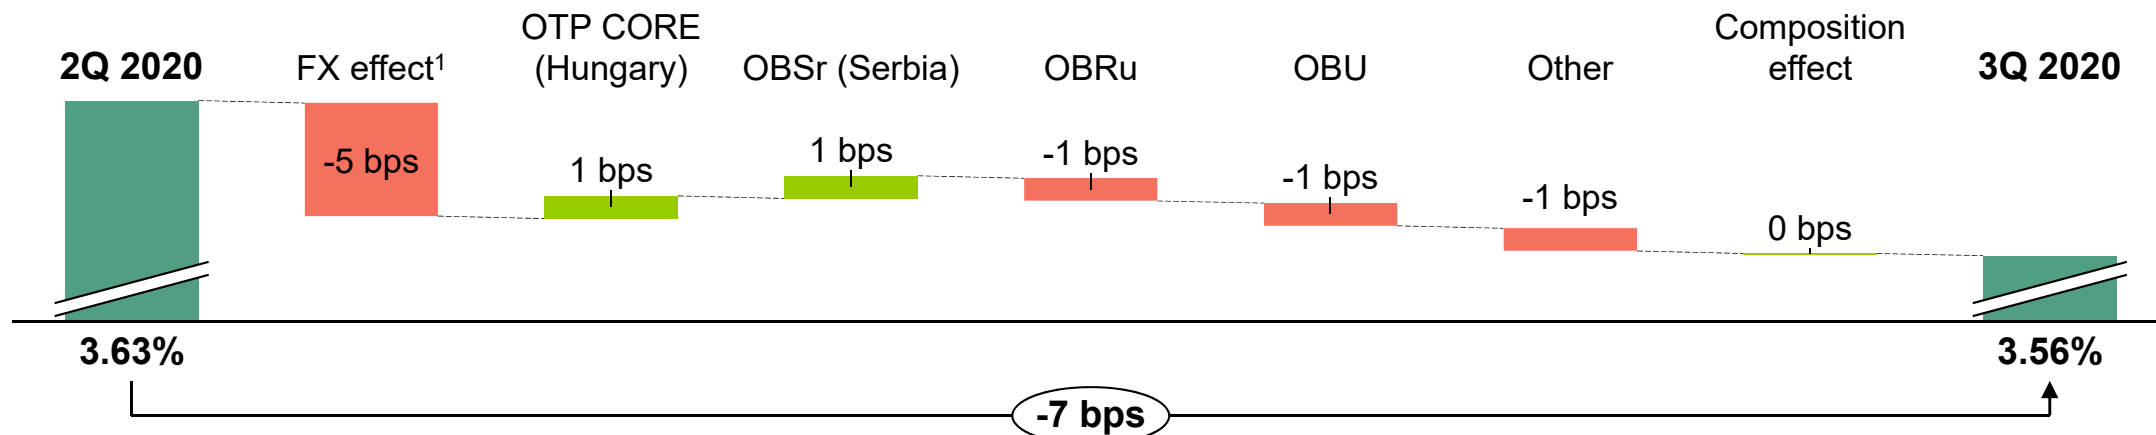 2Q 2020
FX effect¹
OTP CORE
(Hungary)
OBSr (Serbia)
OBRu
OBU
Other
Composition
effect
3Q 2020
-5 bps
1 bps
1 bps
-1 bps
-1 bps
-1 bps
0 bps
3.63%
3.56%
-7 bps